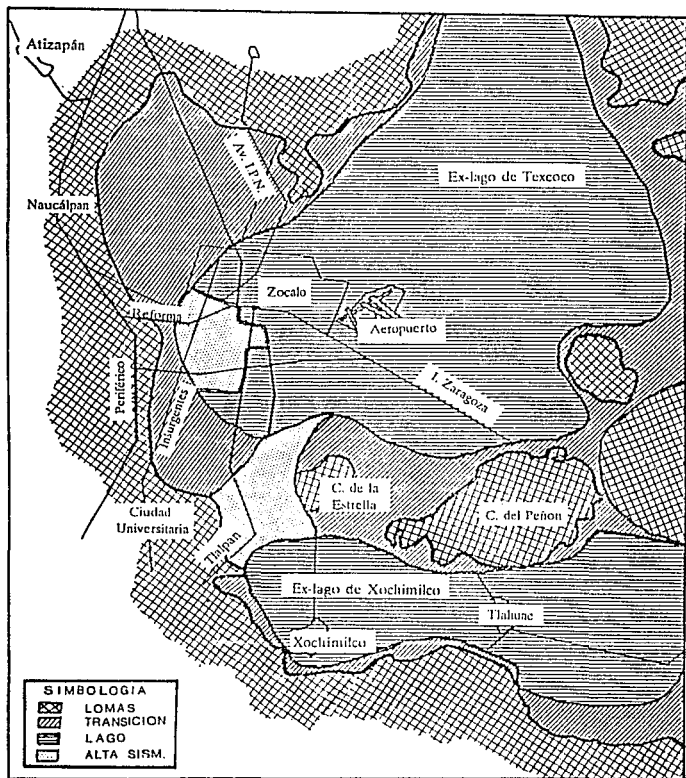 Atizapán
Av. I.P.N.
Ex-lago de Texcoco
Naucálpan
Zocalo
Reforma
Aeropuerto
Periférico
Insurgentes
I. Zaragoza
C. de la
Estrella
C. del Peñon
Ciudad
Universitaria
Tlalpan
Ex-lago de Xochimilco
Tlahuac
Xochimilco
SIMBOLOGIA
LOMAS
TRANSICION
LAGO
ALTA SISM.